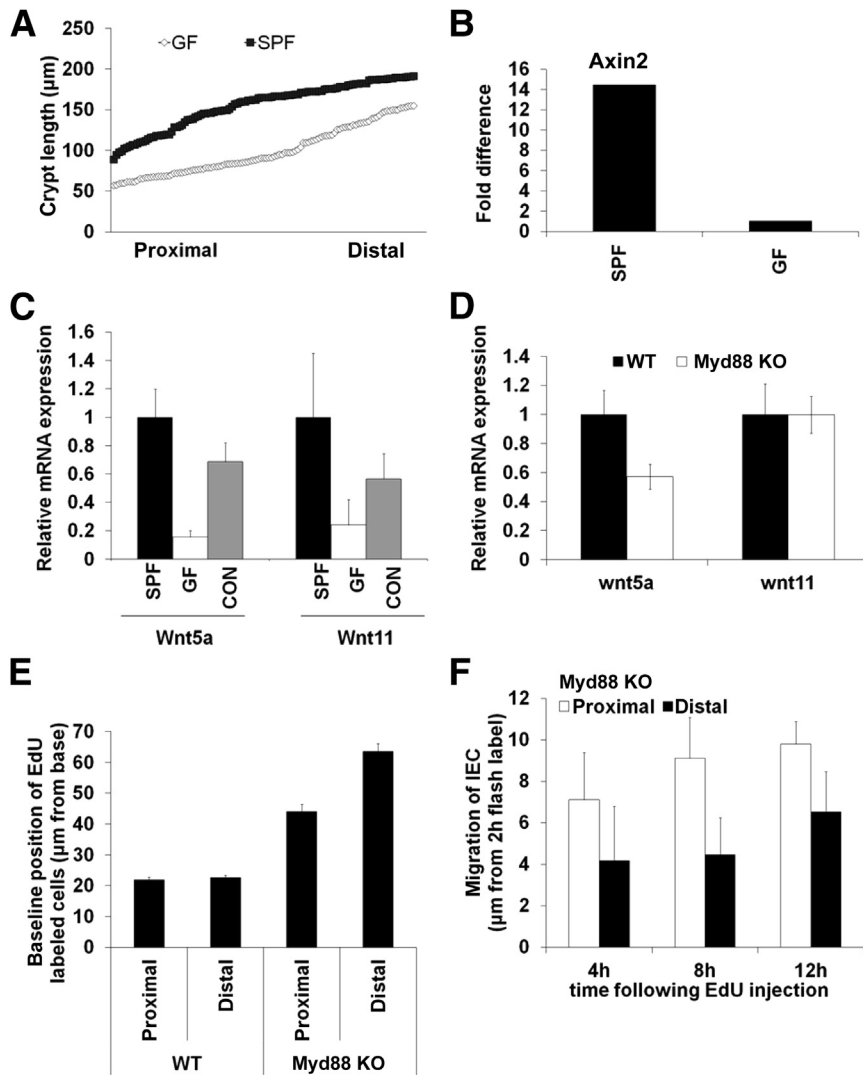 A
GF SPF
Crypt length (µm)
250
200
150
100
50
0
Proximal Distal
B
Axin2
Fold difference
16
14
12
10
8
6
4
2
0
SPF
GF
C
Relative mRNA expression
1.6
1.4
1.2
1
0.8
0.6
0.4
0.2
0
SPF
GF
CON
SPF
GF
CON
Wnt5a Wnt11
D
WT Myd88 KO
Relative mRNA expression
1.4
1.2
1
0.8
0.6
0.4
0.2
0
wnt5a wnt11
E
Baseline position of EdU
labeled cells (µm from base)
70
60
50
40
30
20
10
0
Proximal
Distal
Proximal
Distal
WT Myd88 KO
F
Myd88 KO
Proximal Distal
Migration of IEC
(µm from 2h flash label)
12
10
8
6
4
2
0
4h 8h 12h
time following EdU injection